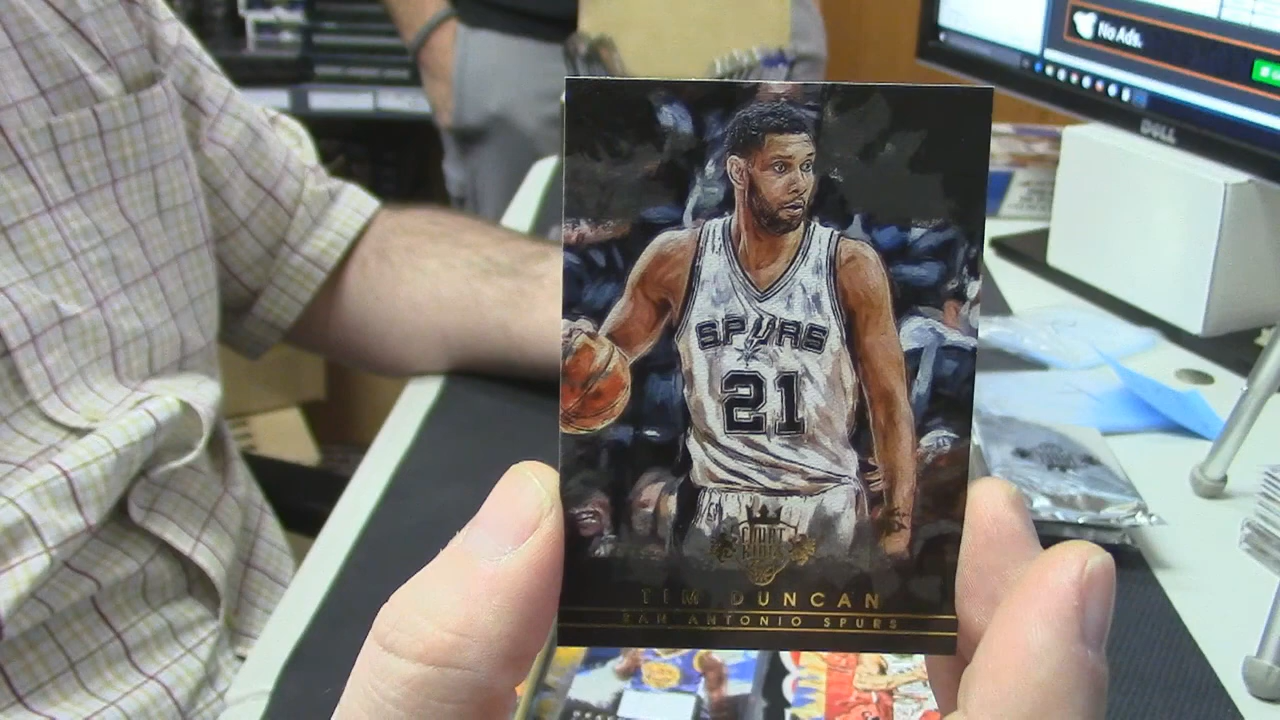 No Ads.
DELL
SPURS
21
COURT
KINGS
TIM DUNCAN
SAN ANTONIO SPURS